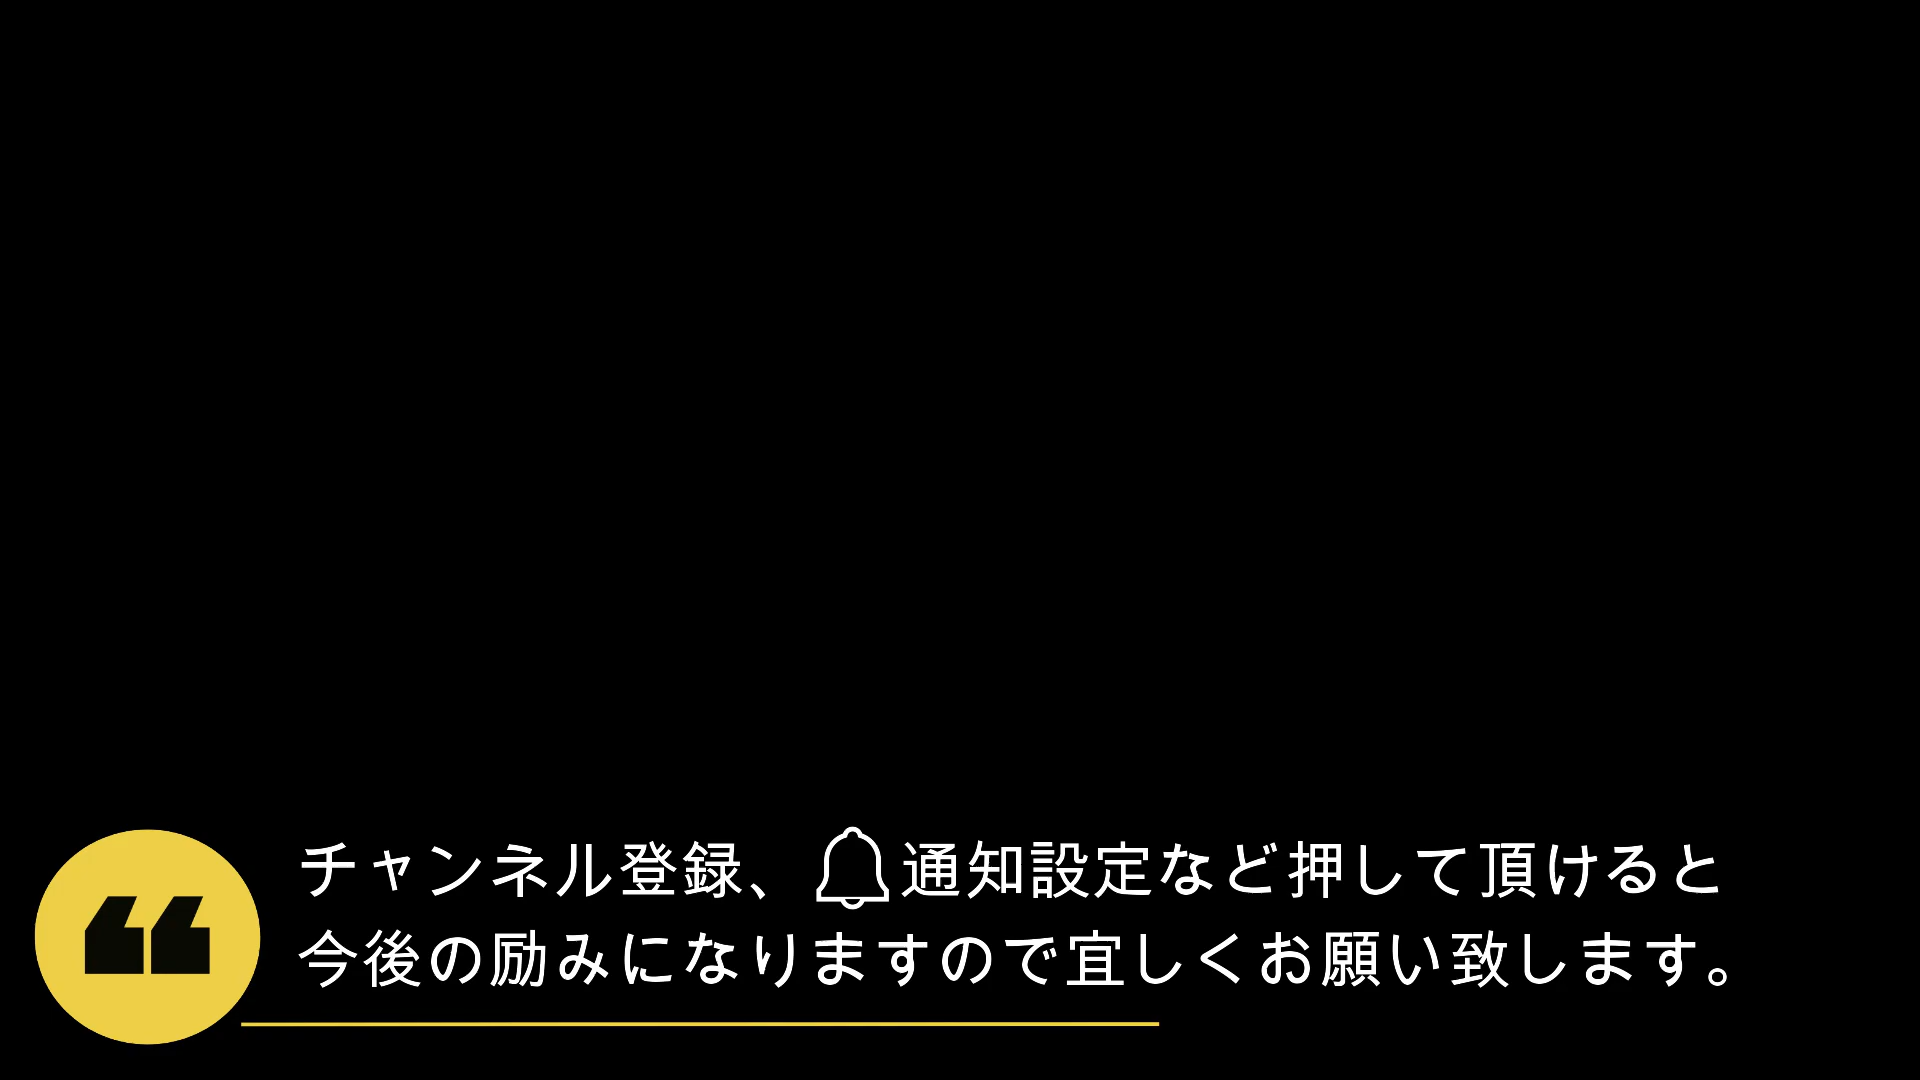 チャンネル登録、通知設定など押して頂けると
今後の励みになりますので宜しくお願い致します。